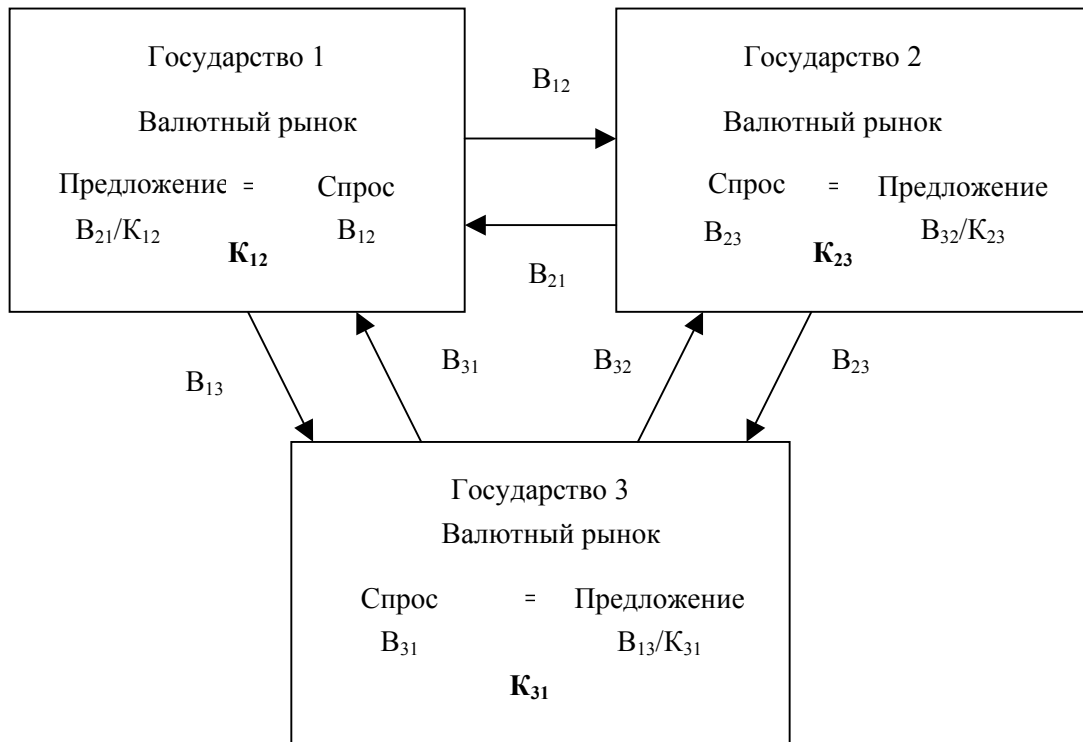 Государство 1
Валютный рынок
Предложение = Спрос
В₂₁/К₁₂ В₁₂
К₁₂
В₁₂
В₂₁
Государство 2
Валютный рынок
Спрос = Предложение
В₂₃ В₃₂/К₂₃
К₂₃
В₁₃
В₃₁
В₃₂
В₂₃
Государство 3
Валютный рынок
Спрос = Предложение
В₃₁ В₁₃/К₃₁
К₃₁